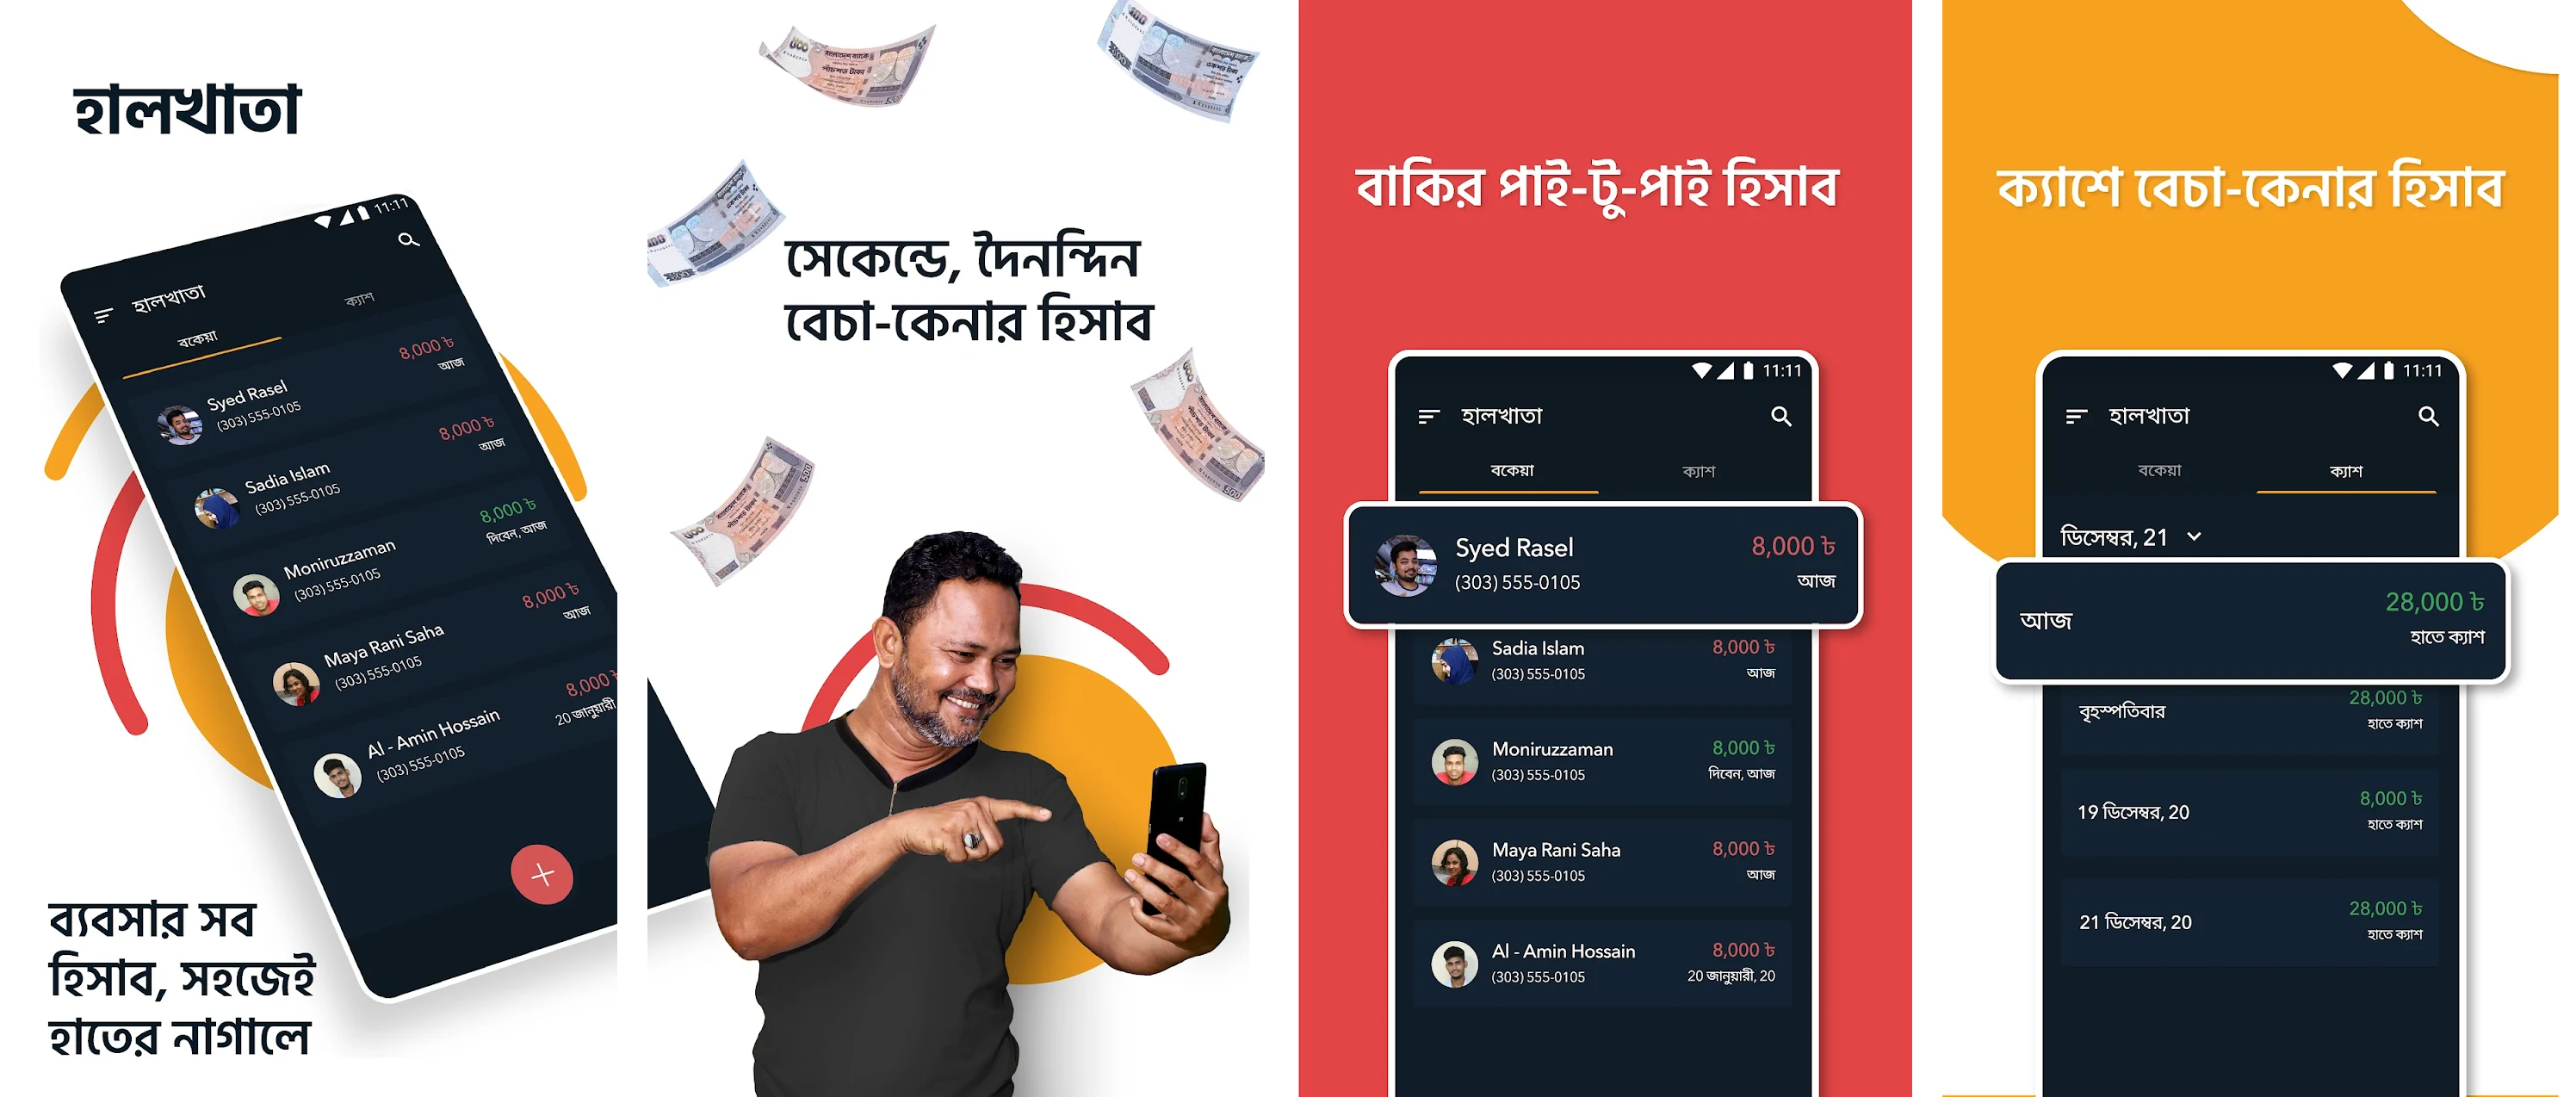 হালখাতা
11:11
হালখাতা
বকেয়া
ক্যাশ
Syed Rasel
(303) 555-0105
8,000 ৳
আজ
Sadia Islam
(303) 555-0105
8,000 ৳
আজ
Moniruzzaman
(303) 555-0105
8,000 ৳
দিবেন, আজ
Maya Rani Saha
(303) 555-0105
8,000 ৳
আজ
Al - Amin Hossain
(303) 555-0105
8,000 ৳
20 জানুয়ারী
ব্যবসার সব
হিসাব, সহজেই
হাতের নাগালে
সেকেন্ডে, দৈনন্দিন
বেচা-কেনার হিসাব
বাকির পাই-টু-পাই হিসাব
11:11
হালখাতা
বকেয়া
ক্যাশ
Syed Rasel
(303) 555-0105
8,000 ৳
আজ
Sadia Islam
(303) 555-0105
8,000 ৳
আজ
Moniruzzaman
(303) 555-0105
8,000 ৳
দিবেন, আজ
Maya Rani Saha
(303) 555-0105
8,000 ৳
আজ
Al - Amin Hossain
(303) 555-0105
8,000 ৳
20 জানুয়ারী, 20
ক্যাশে বেচা-কেনার হিসাব
11:11
হালখাতা
বকেয়া
ক্যাশ
ডিসেম্বর, 21
আজ
28,000 ৳
হাতে ক্যাশ
বৃহস্পতিবার
28,000 ৳
হাতে ক্যাশ
19 ডিসেম্বর, 20
8,000 ৳
হাতে ক্যাশ
21 ডিসেম্বর, 20
28,000 ৳
হাতে ক্যাশ